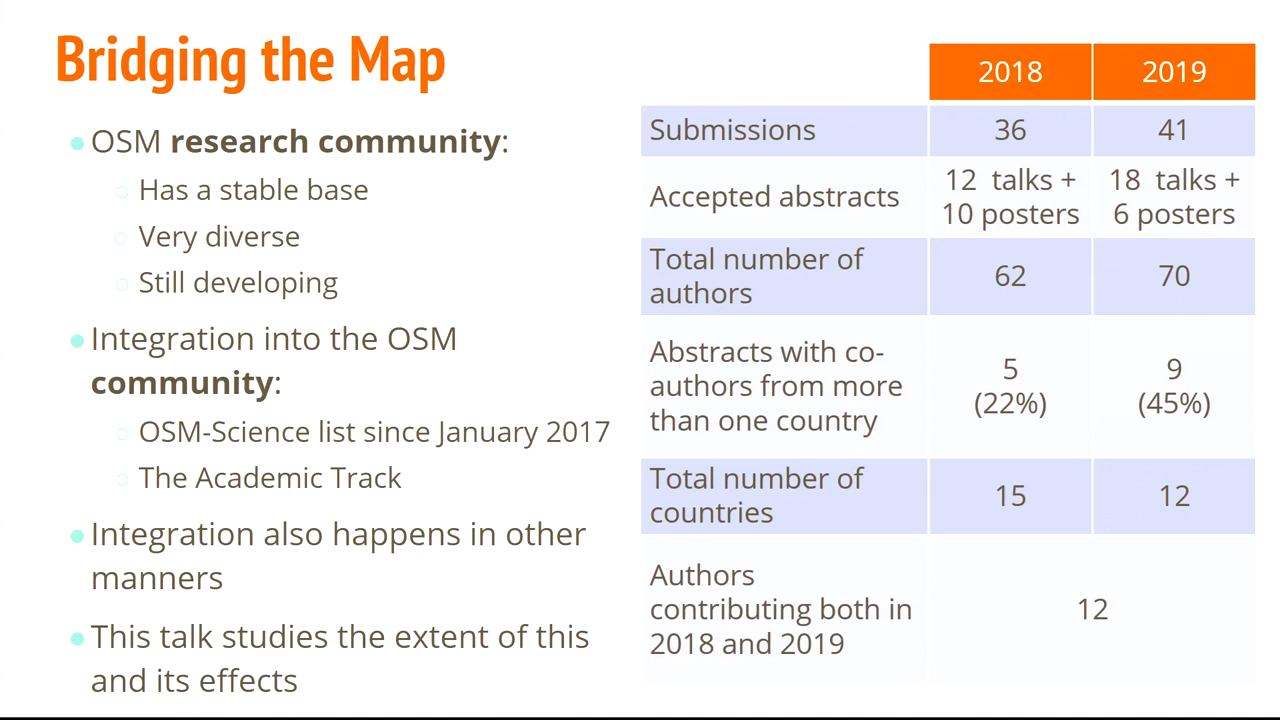 Bridging the Map
OSM research community:
Has a stable base
Very diverse
Still developing
Integration into the OSM
community:
OSM-Science list since January 2017
The Academic Track
Integration also happens in other
manners
This talk studies the extent of this
and its effects
2018 2019
Submissions 36 41
Accepted abstracts 12 talks + 10 posters 18 talks + 6 posters
Total number of
authors 62 70
Abstracts with co-
authors from more
than one country 5 (22%) 9 (45%)
Total number of
countries 15 12
Authors
contributing both in
2018 and 2019 12